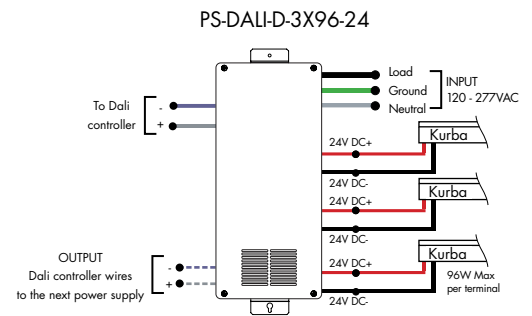 PS-DALI-D-3X96-24
Load
Ground
Neutral
INPUT
120 - 277VAC
To Dali
controller
-
+
24V DC+
Kurba
24V DC-
24V DC+
Kurba
24V DC-
24V DC+
Kurba
24V DC-
96W Max
per terminal
OUTPUT
Dali controller wires
to the next power supply
-
+